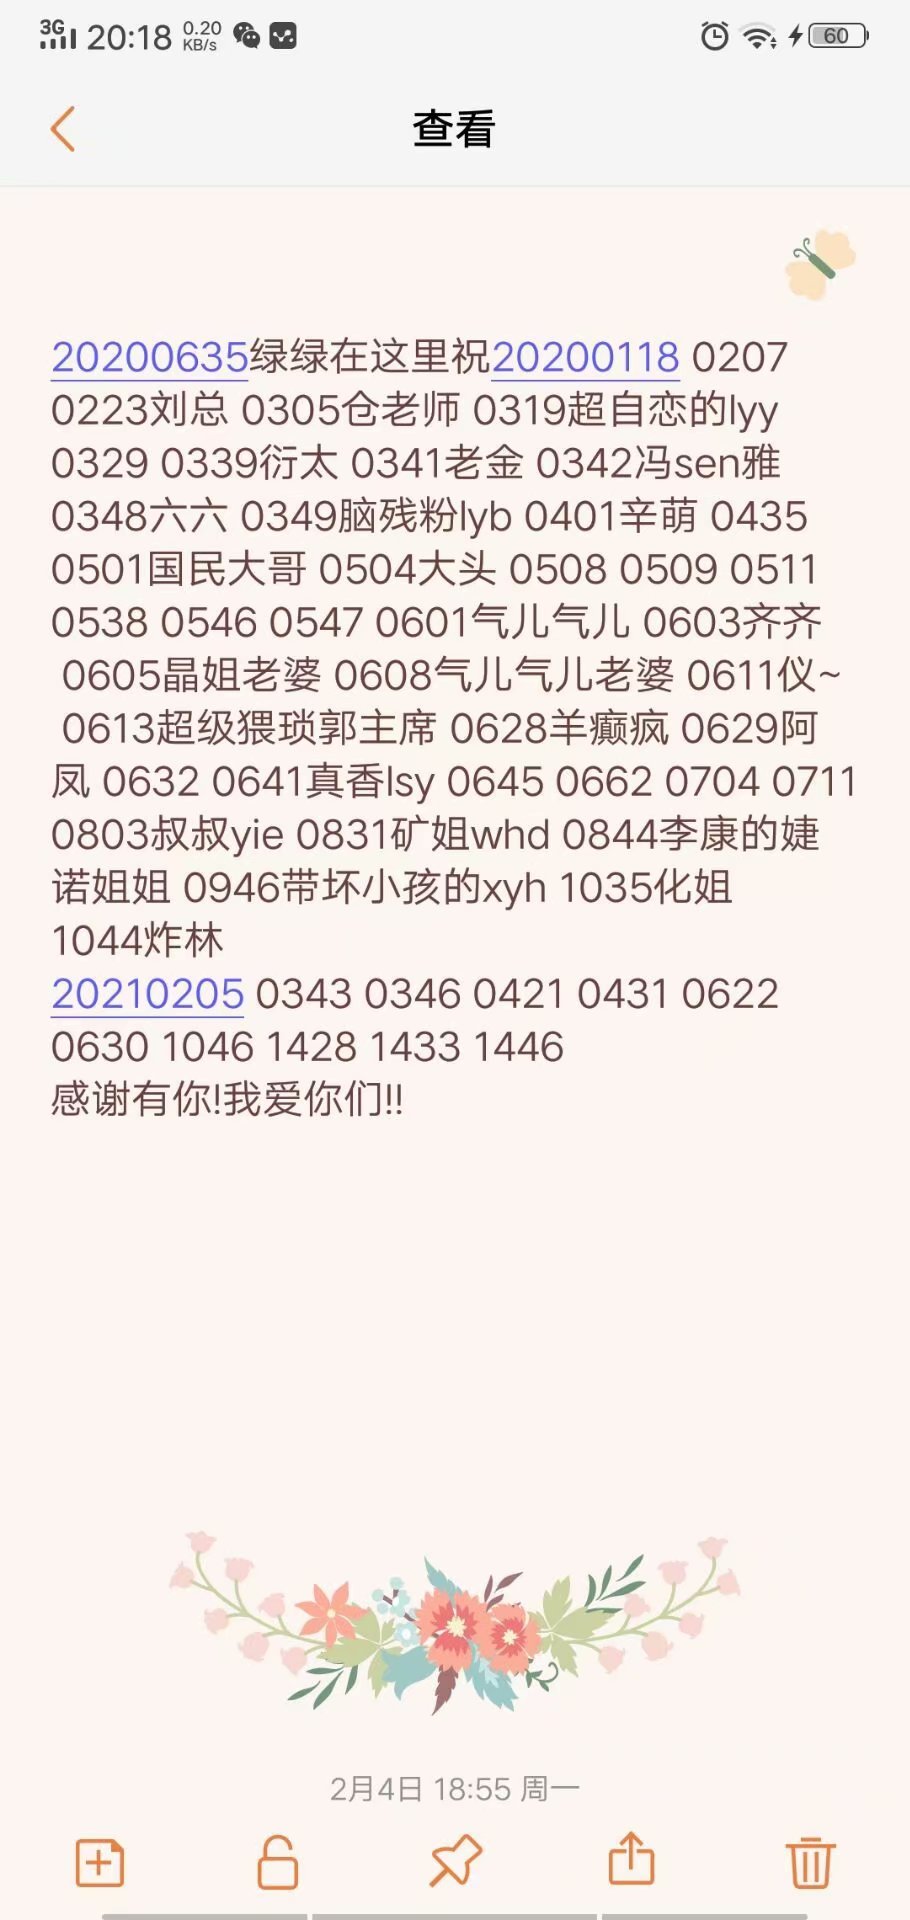 3G 20:18 0.20 KB/s 60
查看
20200635绿绿在这里祝20200118 0207
0223刘总 0305仓老师 0319超自恋的lyy
0329 0339衍太 0341老金 0342冯sen雅
0348六六 0349脑残粉lyb 0401辛萌 0435
0501国民大哥 0504大头 0508 0509 0511
0538 0546 0547 0601气儿气儿 0603齐齐
0605晶姐老婆 0608气儿气儿老婆 0611仪~
0613超级猥琐郭主席 0628羊癫疯 0629阿
凤 0632 0641真香lsy 0645 0662 0704 0711
0803叔叔yie 0831矿姐whd 0844李康的婕
诺姐姐 0946带坏小孩的xyh 1035化姐
1044炸林
20210205 0343 0346 0421 0431 0622
0630 1046 1428 1433 1446
感谢有你!我爱你们!!
2月4日 18:55 周一